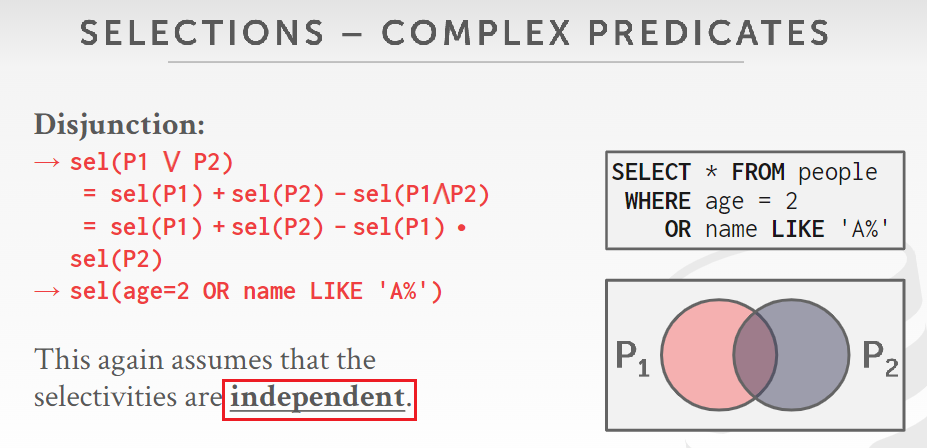 SELECTIONS – COMPLEX PREDICATES
Disjunction:
→ sel(P1 ⋁ P2)
= sel(P1) + sel(P2) – sel(P1⋀P2)
= sel(P1) + sel(P2) – sel(P1) •
sel(P2)
→ sel(age=2 OR name LIKE 'A%')
This again assumes that the
selectivities are independent.
SELECT * FROM people
WHERE age = 2
OR name LIKE 'A%'
P1 P2